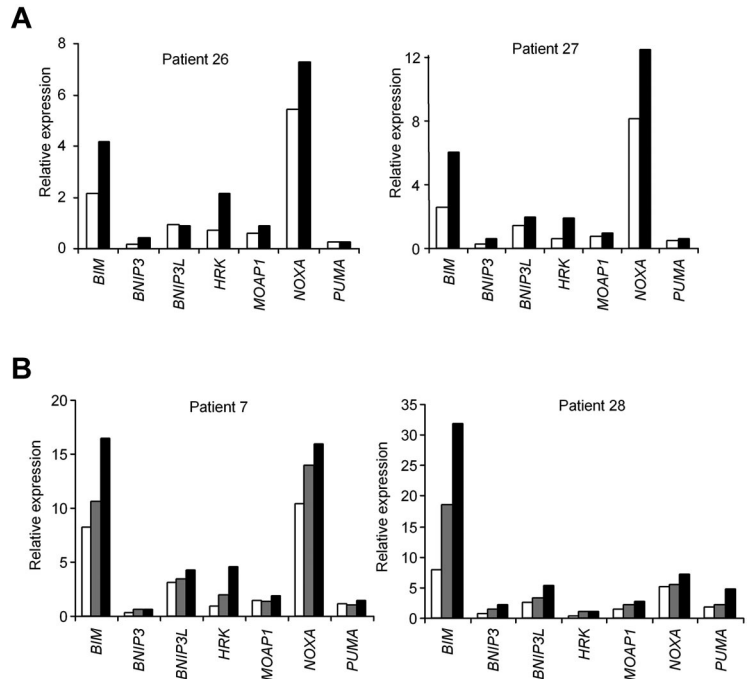 A
Patient 26
Relative expression
8
6
4
2
0
BIM
BNIP3
BNIP3L
HRK
MOAP1
NOXA
PUMA
Patient 27
Relative expression
12
8
4
0
BIM
BNIP3
BNIP3L
HRK
MOAP1
NOXA
PUMA
B
Patient 7
Relative expression
20
15
10
5
0
BIM
BNIP3
BNIP3L
HRK
MOAP1
NOXA
PUMA
Patient 28
Relative expression
35
30
25
20
15
10
5
0
BIM
BNIP3
BNIP3L
HRK
MOAP1
NOXA
PUMA